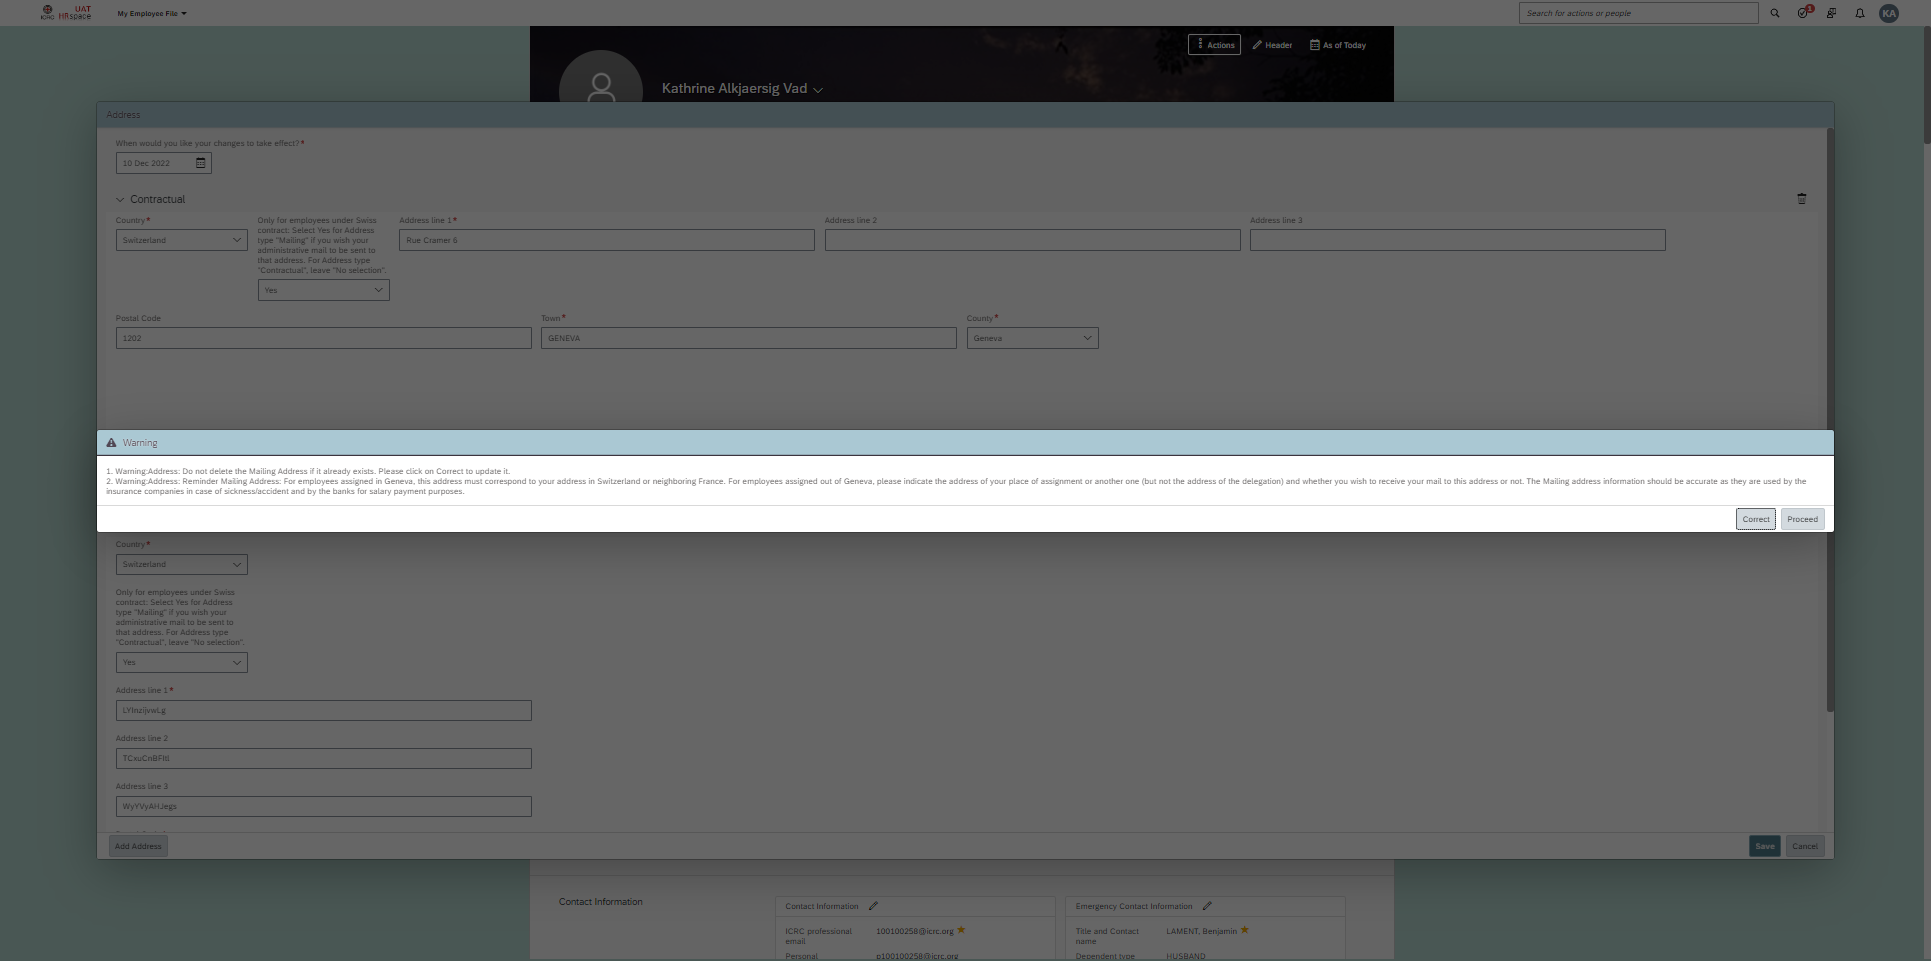 ICRC UAT HRspace
My Employee File
Search for actions or people
1
KA
Actions
Header
As of Today
Kathrine Alkjaersig Vad
Address
When would you like your changes to take effect?*
10 Dec 2022
Contractual
Country*
Switzerland
Only for employees under Swiss
contract: Select Yes for Address
type "Mailing" if you wish your
administrative mail to be sent to
that address. For Address type
"Contractual", leave "No selection".
Yes
Address line 1*
Rue Cramer 6
Address line 2
Address line 3
Postal Code
1202
Town*
GENEVA
County*
Geneva
Warning
1. Warning:Address: Do not delete the Mailing Address if it already exists. Please click on Correct to update it.
2. Warning:Address: Reminder Mailing Address: For employees assigned in Geneva, this address must correspond to your address in Switzerland or neighboring France. For employees assigned out of Geneva, please indicate the address of your place of assignment or another one (but not the address of the delegation) and whether you wish to receive your mail to this address or not. The Mailing address information should be accurate as they are used by the
insurance companies in case of sickness/accident and by the banks for salary payment purposes.
Correct
Proceed
Country*
Switzerland
Only for employees under Swiss
contract: Select Yes for Address
type "Mailing" if you wish your
administrative mail to be sent to
that address. For Address type
"Contractual", leave "No selection".
Yes
Address line 1*
Address line 2
Address line 3
WyYVyAHJegs
Add Address
Save
Cancel
Contact Information
Contact Information
ICRC professional
email
100100258@icrc.org
Personal
p100100258@icrc.org
Emergency Contact Information
Title and Contact
name
LAMENT, Benjamin
Dependent type
HUSBAND